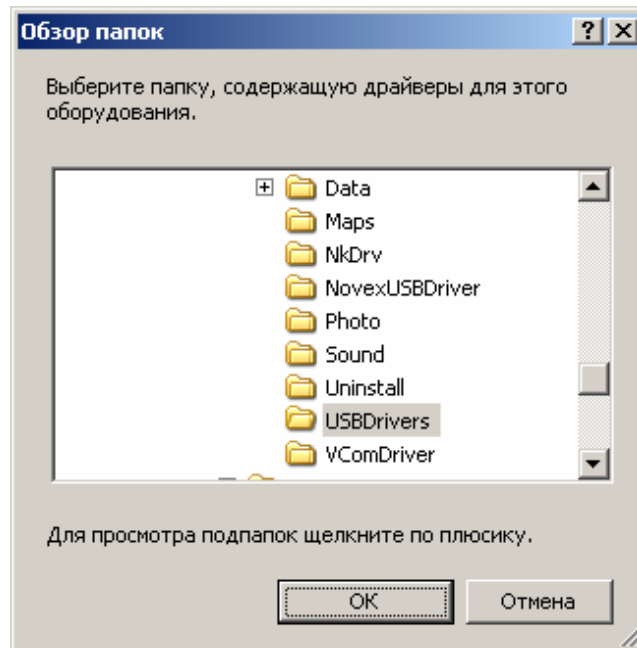 Обзор папок
Выберите папку, содержащую драйверы для этого
оборудования.
Data
Maps
NkDrv
NovexUSBDriver
Photo
Sound
Uninstall
USBDrivers
VComDriver
Для просмотра подпапок щелкните по плюсику.
ОК
Отмена